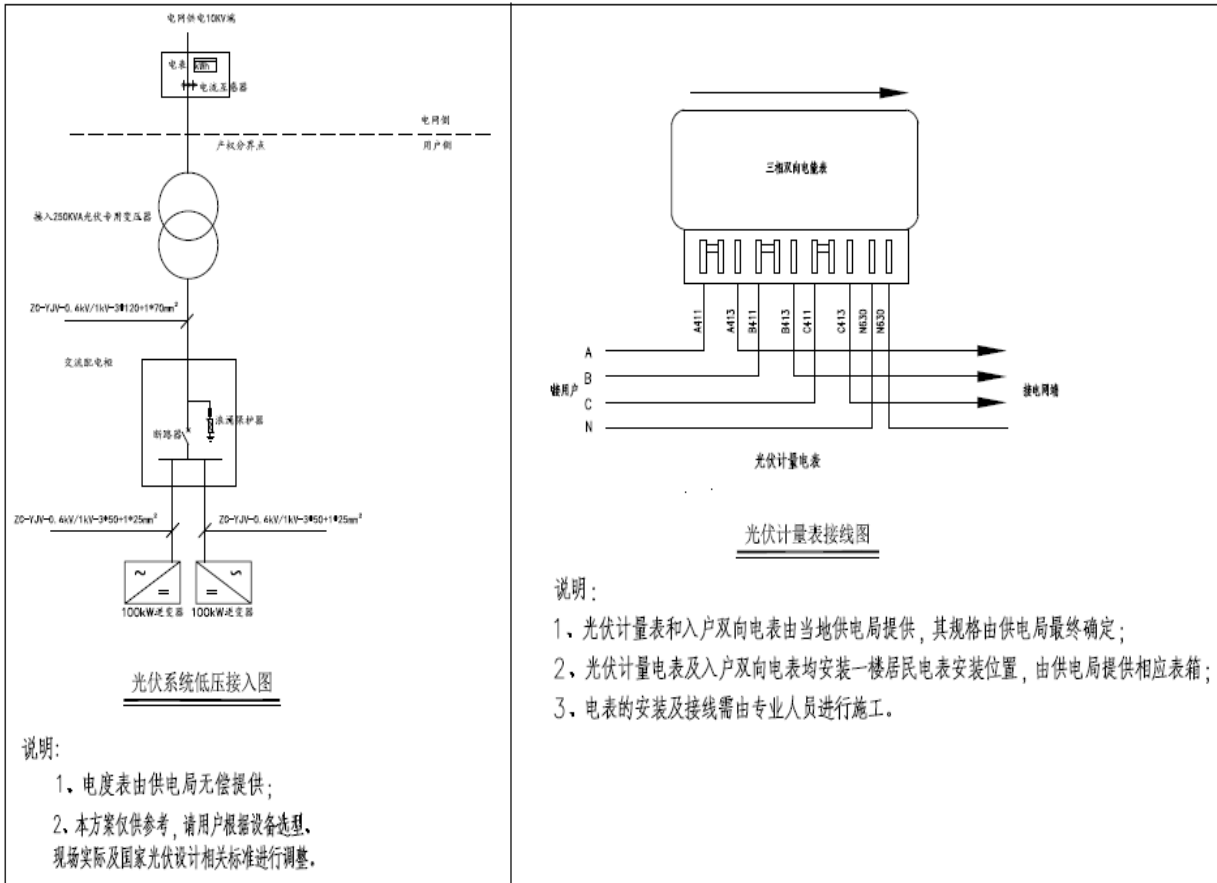 电网供电10KV端
电表 kWh
电流互感器
电网侧
产权分界点
用户侧
接入250KVA光伏专用变压器
ZC-YJV-0.6kV/1kV-3*120+1*70mm²
交流配电柜
浪涌保护器
断路器
ZC-YJV-0.6kV/1kV-3*50+1*25mm²
ZC-YJV-0.6kV/1kV-3*50+1*25mm²
~
=
~
=
100kW逆变器
100kW逆变器
光伏系统低压接入图
说明:
1、电度表由供电局无偿提供;
2、本方案仅供参考,请用户根据设备选型、
现场实际及国家光伏设计相关标准进行调整。
三相双向电能表
A411
A413
B411
B413
C411
C413
N630
N630
A
B
C
N
接用户
接电网端
光伏计量电表
光伏计量表接线图
说明:
1、光伏计量表和入户双向电表由当地供电局提供,其规格由供电局最终确定;
2、光伏计量电表及入户双向电表均安装一楼居民电表安装位置,由供电局提供相应表箱;
3、电表的安装及接线需由专业人员进行施工。